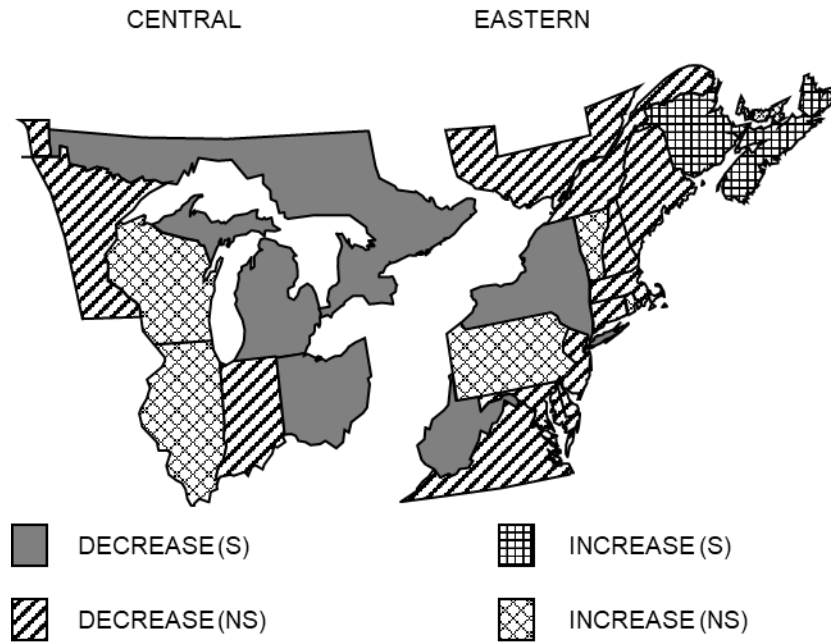 CENTRAL
EASTERN
DECREASE (S)
INCREASE (S)
DECREASE (NS)
INCREASE (NS)